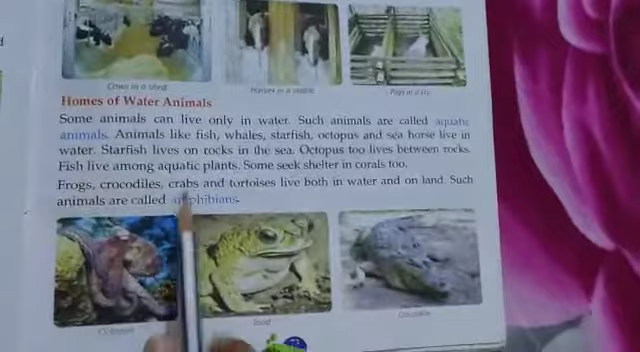 Cows in a shed
Horses in a stable
Pigs in a sty
Homes of Water Animals
Some animals can live only in water. Such animals are called aquatic
animals. Animals like fish, whales, starfish, octopus and sea horse live in
water. Starfish lives on rocks in the sea. Octopus too lives between rocks.
Fish live among aquatic plants. Some seek shelter in corals too.
Frogs, crocodiles, crabs and tortoises live both in water and on land. Such
animals are called amphibians.
Octopus
Toad
Crocodile